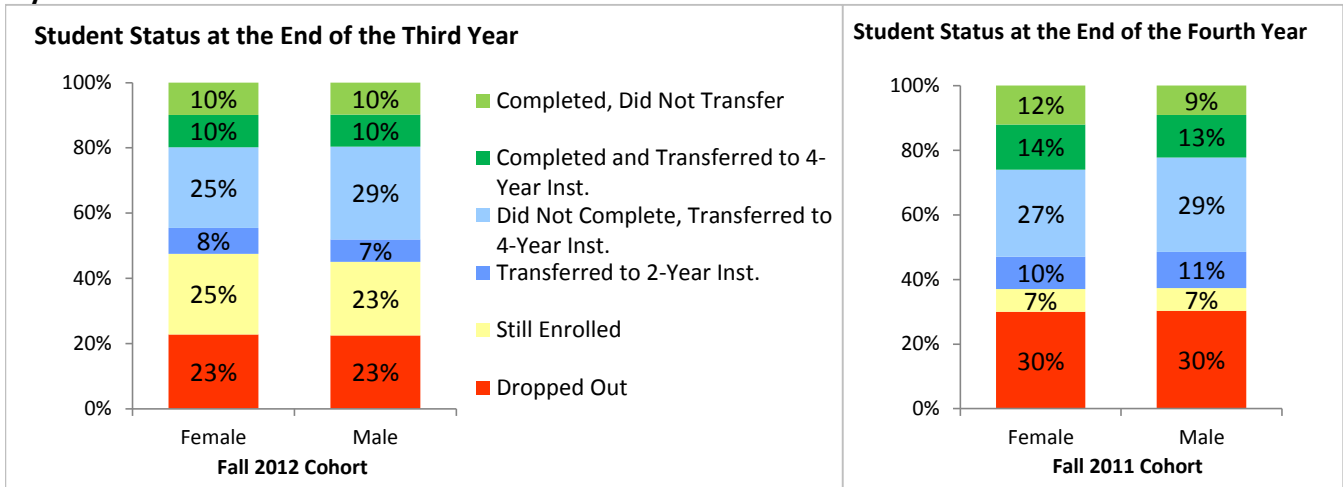 Student Status at the End of the Third Year
100%
80%
60%
40%
20%
0%
10%
10%
25%
8%
25%
23%
10%
10%
29%
7%
23%
23%
Female
Male
Fall 2012 Cohort
Completed, Did Not Transfer
Completed and Transferred to 4-
Year Inst.
Did Not Complete, Transferred to
4-Year Inst.
Transferred to 2-Year Inst.
Still Enrolled
Dropped Out
Student Status at the End of the Fourth Year
100%
80%
60%
40%
20%
0%
12%
14%
27%
10%
7%
30%
9%
13%
29%
11%
7%
30%
Female
Male
Fall 2011 Cohort